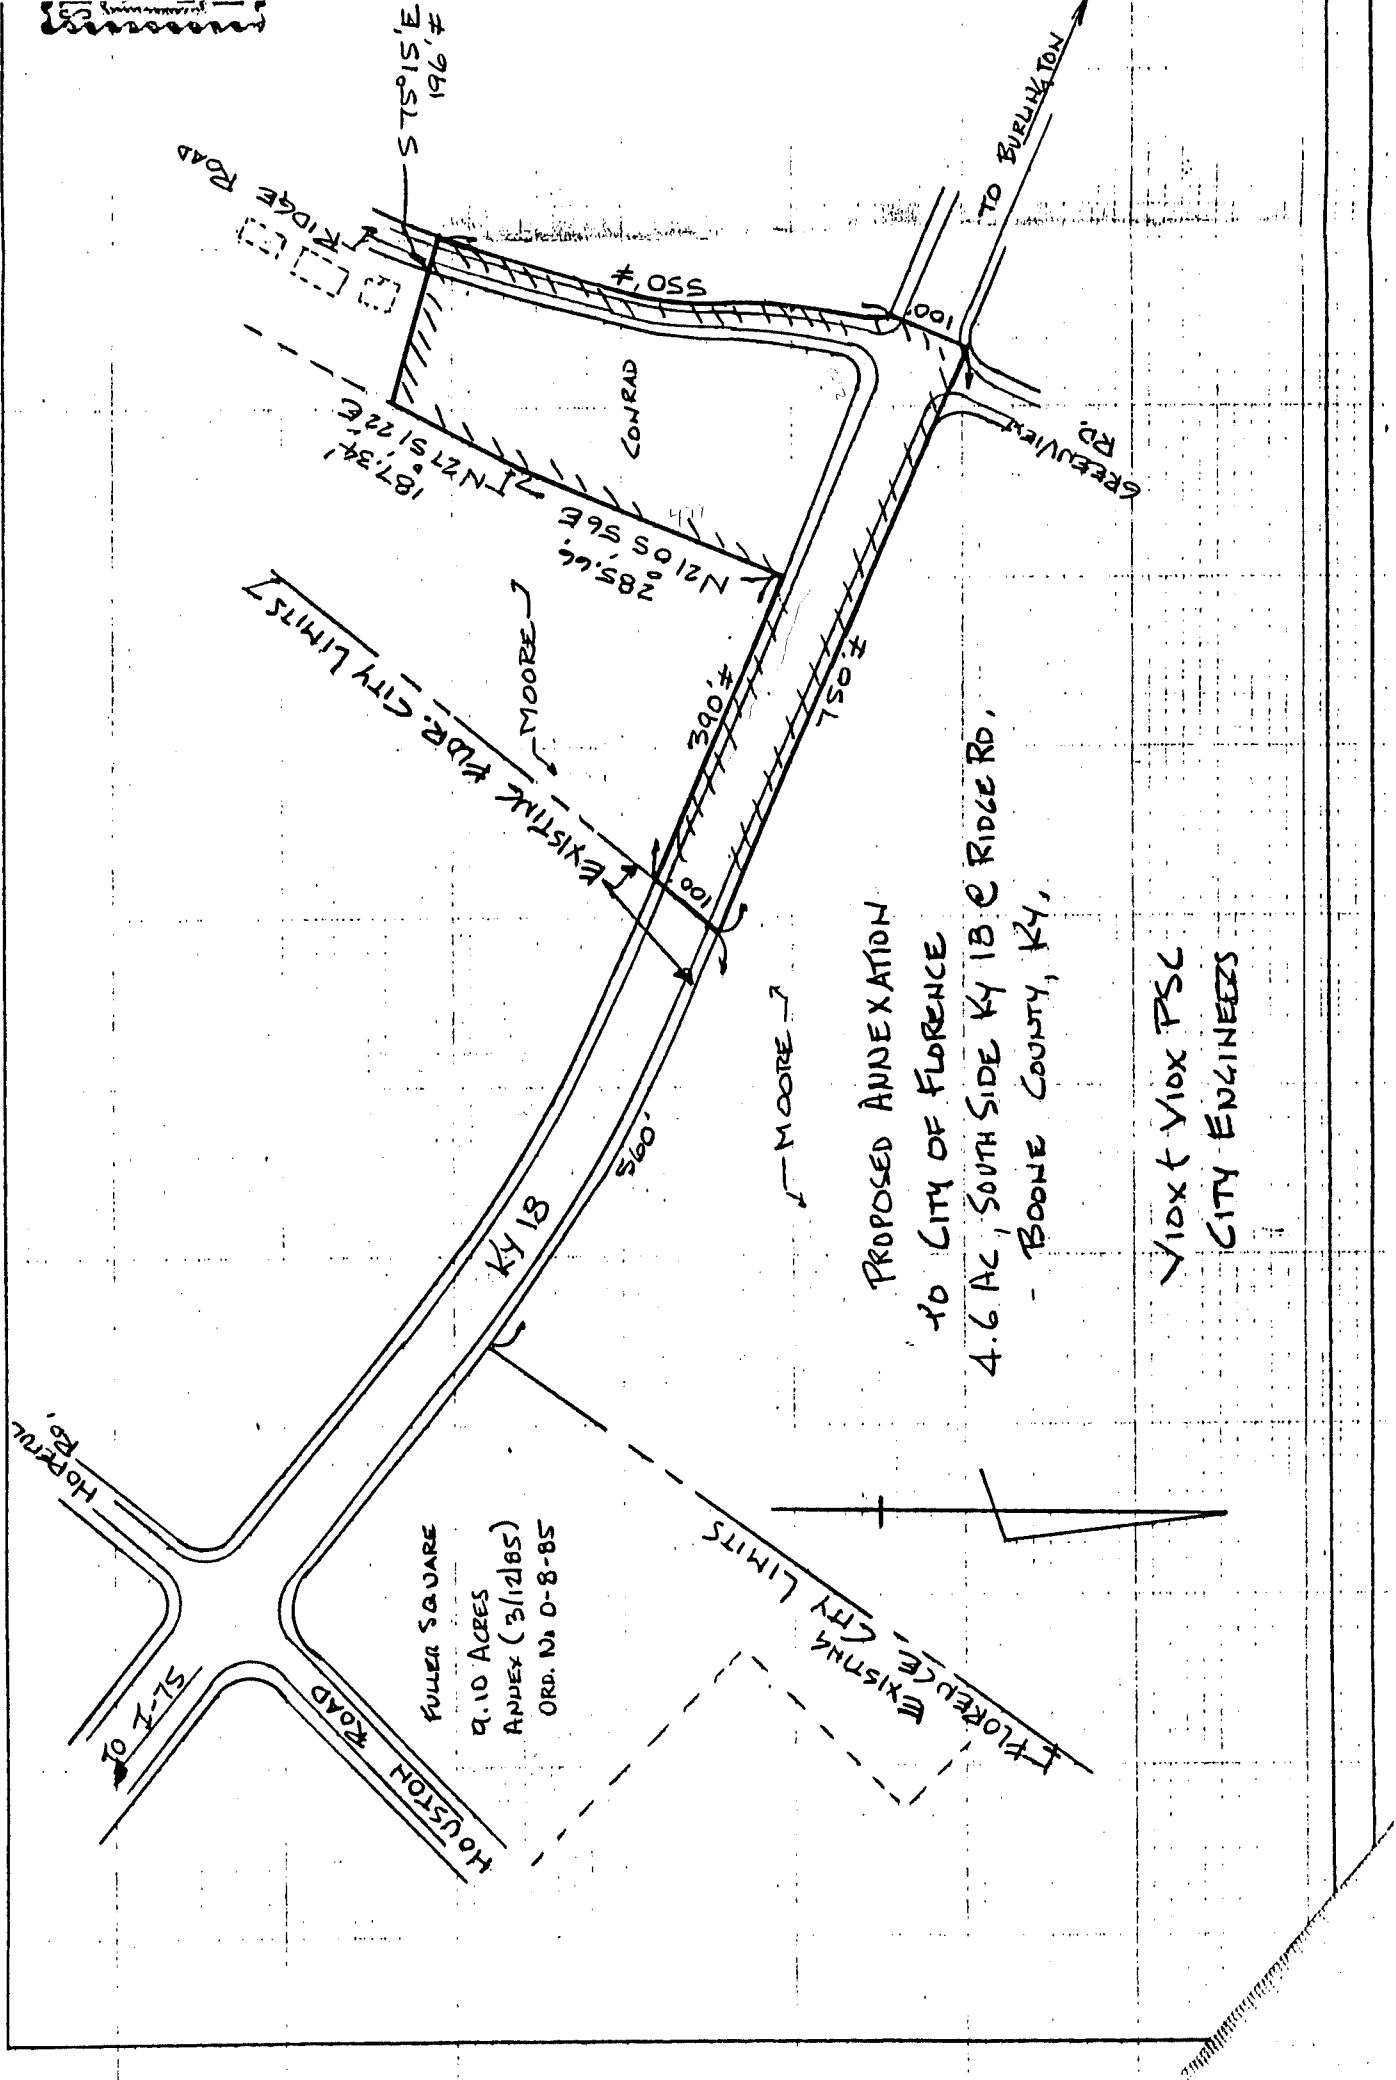 HOPEFUL
RD.
TO I-75
HOUSTON ROAD
FULLER SQUARE
9.10 ACRES
ANNEX (3/12/85)
ORD. No O-8-85
EXISTING
FLORENCE. CITY LIMITS
KY 18
560'
EXISTING FLOR. CITY LIMITS
MOORE
MOORE
100'
390'±
750'±
N21°05'56"E
285.66'
N27°51'22"E
187.34'
CONRAD
S75°15'E
196'±
RIDGE ROAD
550'±
100'
GREENVIEW
RD.
TO BURLINGTON
PROPOSED ANNEXATION
to CITY OF FLORENCE
4.6 AC, SOUTH SIDE KY 18 @ RIDGE RD.
- BOONE COUNTY, KY.
VIOX & VIOX PSC
CITY ENGINEERS